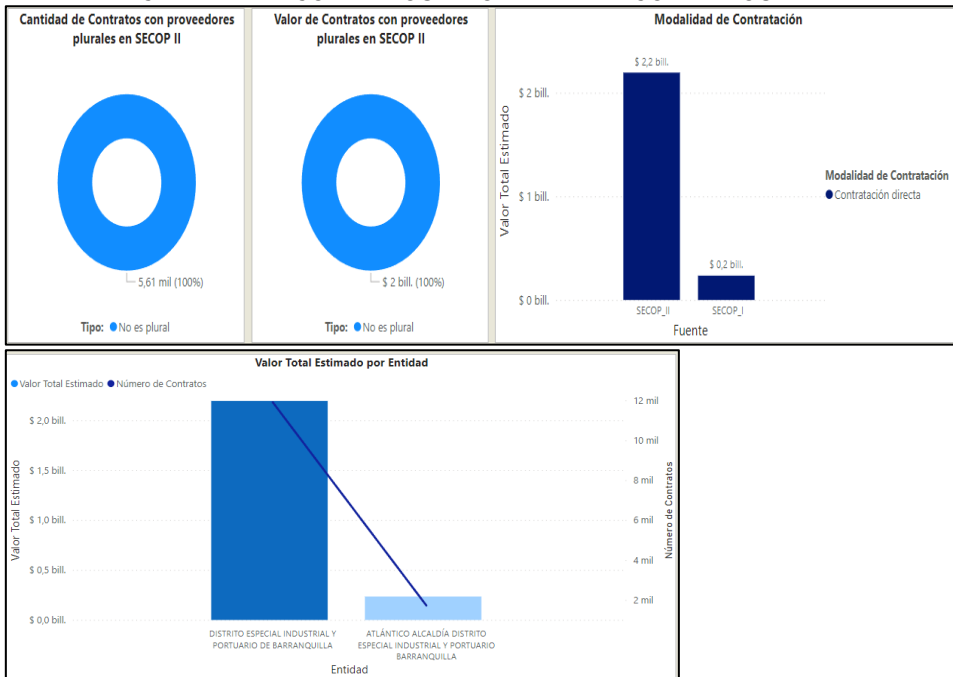 Cantidad de Contratos con proveedores
plurales en SECOP II
5,61 mil (100%)
Tipo: No es plural
Valor de Contratos con proveedores
plurales en SECOP II
$ 2 bill. (100%)
Tipo: No es plural
Modalidad de Contratación
Valor Total Estimado
$ 2 bill.
$ 1 bill.
$ 0 bill.
$ 2,2 bill.
$ 0,2 bill.
SECOP_II
SECOP_I
Fuente
Modalidad de Contratación
Contratación directa
Valor Total Estimado por Entidad
Valor Total Estimado Número de Contratos
Valor Total Estimado
$ 2,0 bill.
$ 1,5 bill.
$ 1,0 bill.
$ 0,5 bill.
$ 0,0 bill.
12 mil
10 mil
8 mil
6 mil
4 mil
2 mil
Número de Contratos
DISTRITO ESPECIAL INDUSTRIAL Y
PORTUARIO DE BARRANQUILLA
ATLÁNTICO ALCALDÍA DISTRITO
ESPECIAL INDUSTRIAL Y PORTUARIO
BARRANQUILLA
Entidad